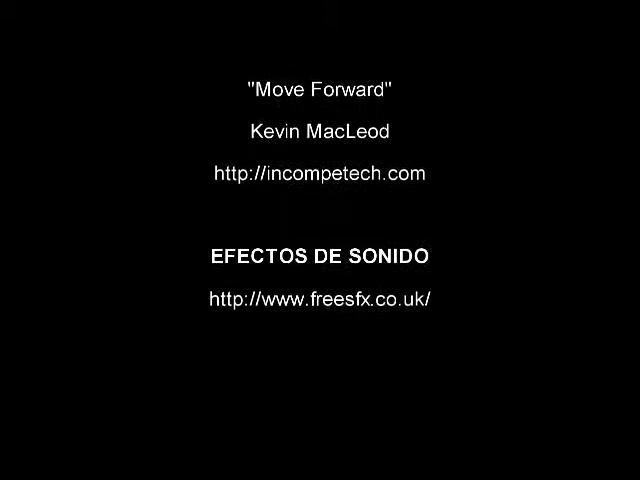 "Move Forward"
Kevin MacLeod
http://incompetech.com
EFECTOS DE SONIDO
http://www.freesfx.co.uk/